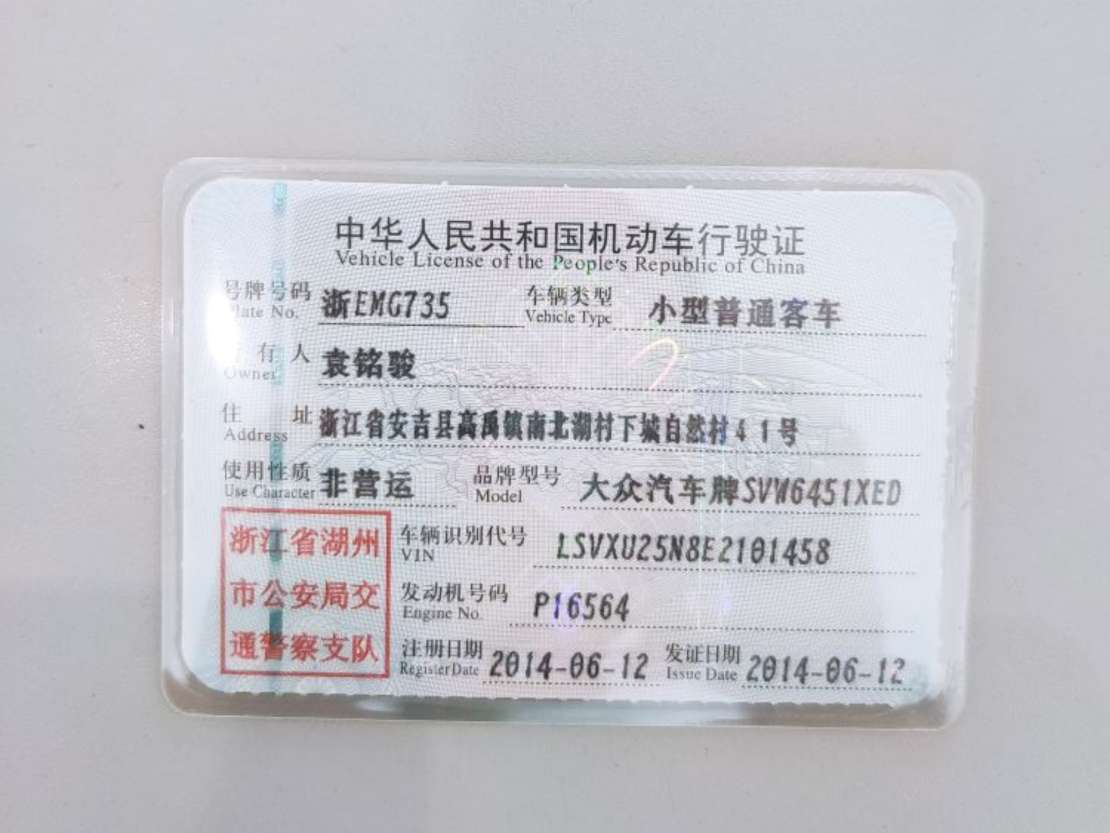 中华人民共和国机动车行驶证
Vehicle License of the People's Republic of China
号牌号码 浙EMG735 车辆类型 小型普通客车
Plate No. Vehicle Type
所有人 袁铭骏
Owner
住址 浙江省安吉县高禹镇南北湖村下城自然村41号
Address
使用性质 非营运 品牌型号 大众汽车牌SVW6451XED
Use Character Model
浙江省湖州
市公安局交
通警察支队
车辆识别代号 LSVXU25N8E2101458
VIN
发动机号码 P16564
Engine No.
注册日期 2014-06-12 发证日期 2014-06-12
Register Date Issue Date